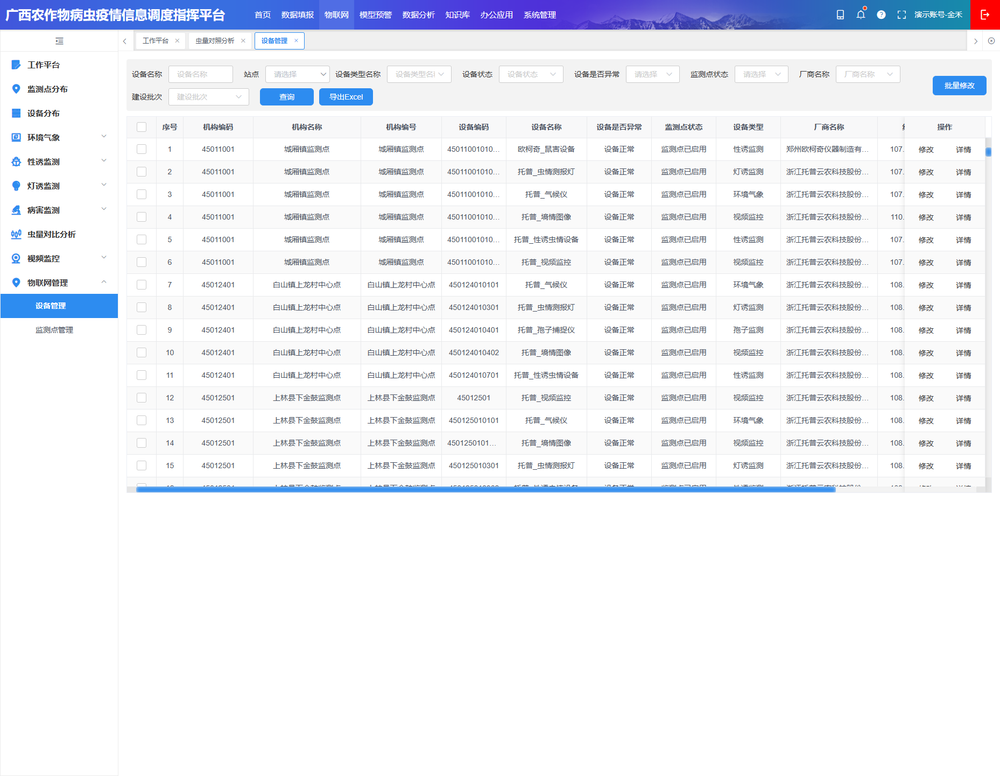 广西农作物病虫疫情信息调度指挥平台 首页 数据填报 物联网 模型预警 数据分析 知识库 办公应用 系统管理 演示账号-金禾
工作平台 虫量对照分析 设备管理
工作平台
监测点分布
设备分布
环境气象
性诱监测
灯诱监测
病害监测
虫量对比分析
视频监控
物联网管理
设备管理
监测点管理
设备名称 设备名称 站点 请选择 设备类型名称 设备类型名称 设备状态 设备状态 设备是否异常 请选择 监测点状态 请选择 厂商名称 厂商名称
建设批次 建设批次 查询 导出Excel 批量修改
序号 机构编码 机构名称 机构编号 设备编码 设备名称 设备是否异常 监测点状态 设备类型 厂商名称 操作
1 45011001 城厢镇监测点 城厢镇监测点 45011001010... 欧柯奇_鼠害设备 设备正常 监测点已启用 性诱监测 郑州欧柯奇仪器制造有... 107. 修改 详情
2 45011001 城厢镇监测点 城厢镇监测点 45011001010... 托普_虫情测报灯 设备正常 监测点已启用 灯诱监测 浙江托普云农科技股份... 107. 修改 详情
3 45011001 城厢镇监测点 城厢镇监测点 45011001010... 托普_气候仪 设备正常 监测点已启用 环境气象 浙江托普云农科技股份... 107. 修改 详情
4 45011001 城厢镇监测点 城厢镇监测点 45011001010... 托普_墒情图像 设备正常 监测点已启用 视频监控 浙江托普云农科技股份... 110. 修改 详情
5 45011001 城厢镇监测点 城厢镇监测点 45011001010... 托普_性诱虫情设备 设备正常 监测点已启用 性诱监测 浙江托普云农科技股份... 107. 修改 详情
6 45011001 城厢镇监测点 城厢镇监测点 45011001010... 托普_视频监控 设备正常 监测点已启用 视频监控 浙江托普云农科技股份... 107. 修改 详情
7 45012401 白山镇上龙村中心点 白山镇上龙村中心点 450124010101 托普_气候仪 设备正常 监测点已启用 环境气象 浙江托普云农科技股份... 108. 修改 详情
8 45012401 白山镇上龙村中心点 白山镇上龙村中心点 450124010301 托普_虫情测报灯 设备正常 监测点已启用 灯诱监测 浙江托普云农科技股份... 108. 修改 详情
9 45012401 白山镇上龙村中心点 白山镇上龙村中心点 450124010401 托普_孢子捕捉仪 设备正常 监测点已启用 孢子监测 浙江托普云农科技股份... 108. 修改 详情
10 45012401 白山镇上龙村中心点 白山镇上龙村中心点 450124010402 托普_墒情图像 设备正常 监测点已启用 视频监控 浙江托普云农科技股份... 108. 修改 详情
11 45012401 白山镇上龙村中心点 白山镇上龙村中心点 450124010701 托普_性诱虫情设备 设备正常 监测点已启用 性诱监测 浙江托普云农科技股份... 108. 修改 详情
12 45012501 上林县下金鼓监测点 上林县下金鼓监测点 45012501 托普_视频监控 设备正常 监测点已启用 视频监控 浙江托普云农科技股份... 108. 修改 详情
13 45012501 上林县下金鼓监测点 上林县下金鼓监测点 450125010101 托普_气候仪 设备正常 监测点已启用 环境气象 浙江托普云农科技股份... 108. 修改 详情
14 45012501 上林县下金鼓监测点 上林县下金鼓监测点 4501250101... 托普_墒情图像 设备正常 监测点已启用 视频监控 浙江托普云农科技股份... 108. 修改 详情
15 45012501 上林县下金鼓监测点 上林县下金鼓监测点 450125010301 托普_虫情测报灯 设备正常 监测点已启用 灯诱监测 浙江托普云农科技股份... 108. 修改 详情